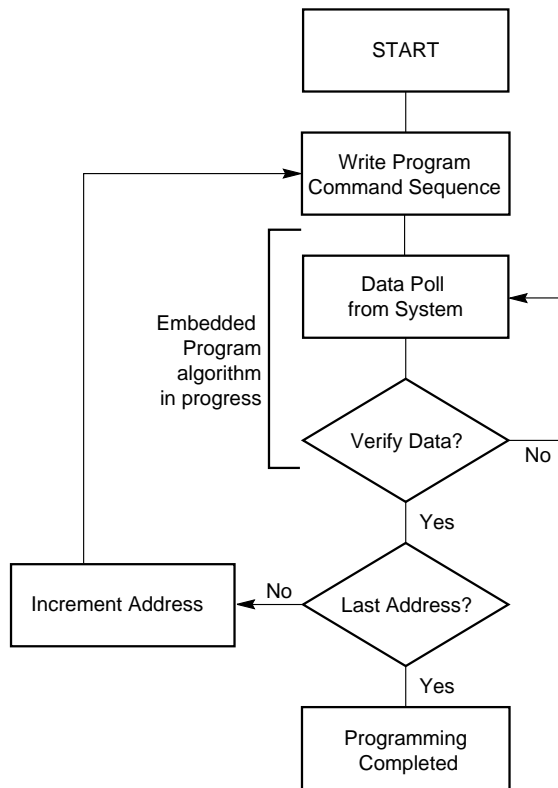 START
Write Program
Command Sequence
Data Poll
from System
Embedded
Program
algorithm
in progress
Verify Data?
No
Yes
Increment Address
No
Last Address?
Yes
Programming
Completed